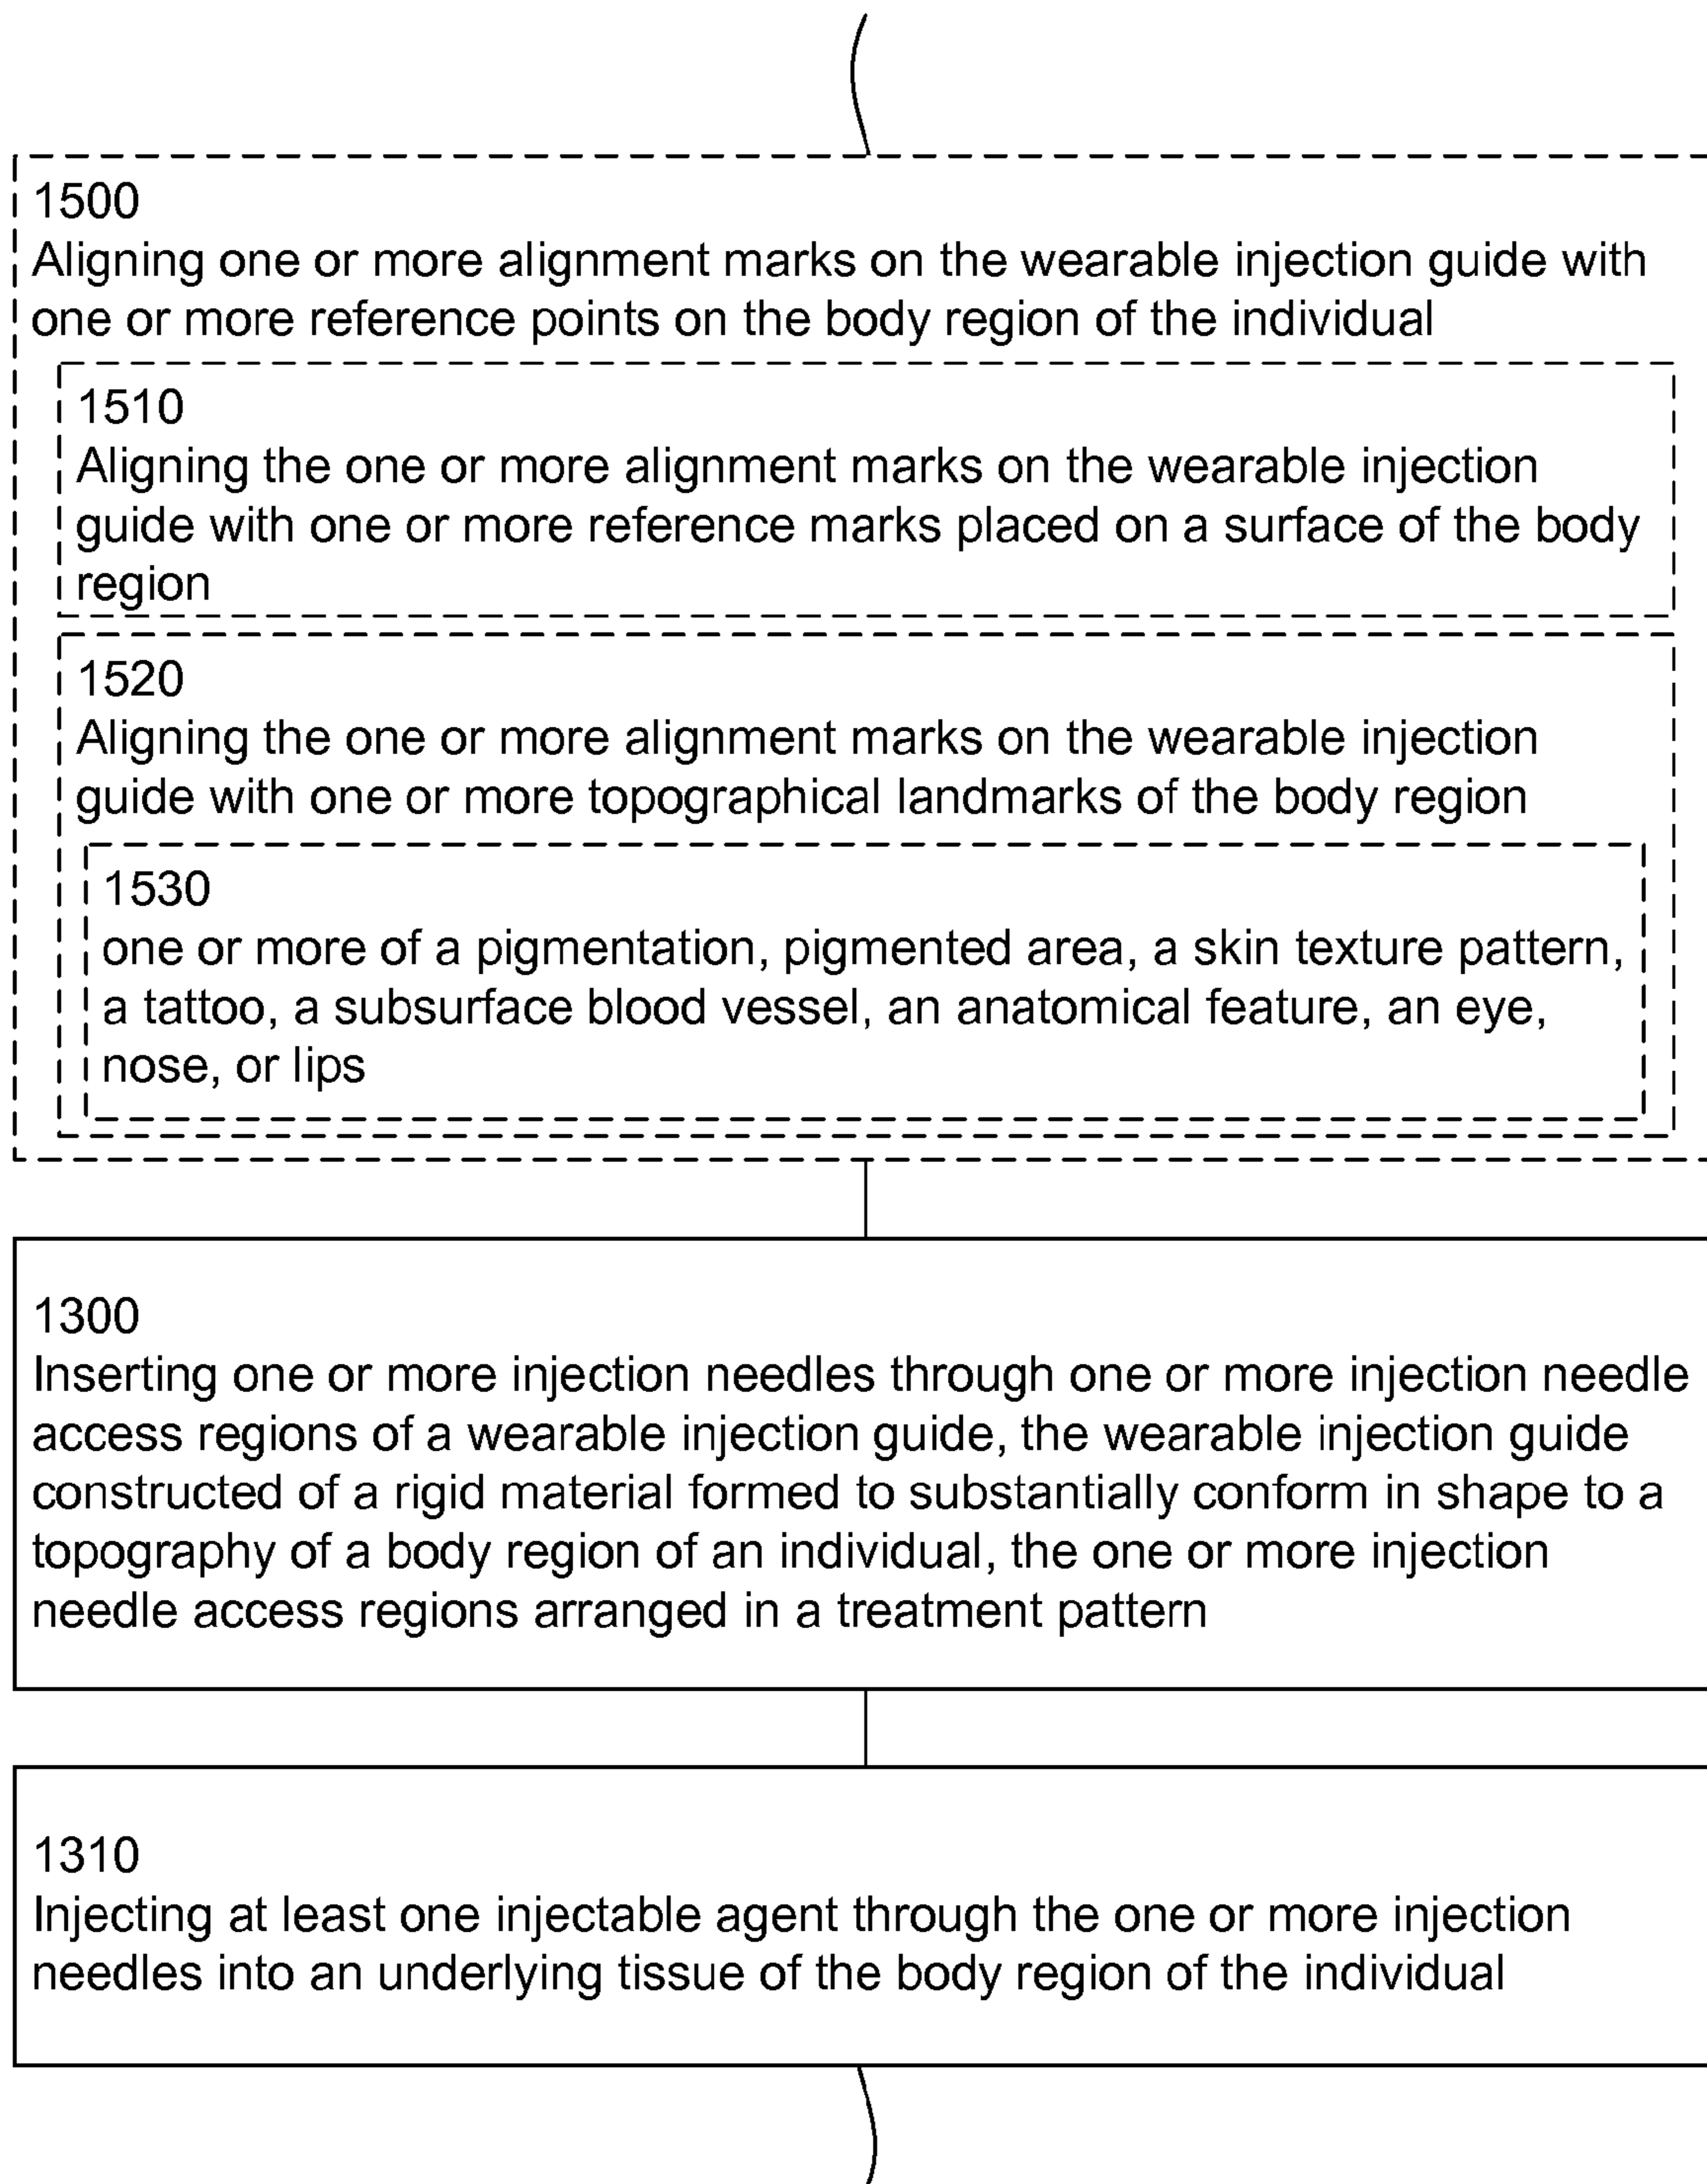 1500
Aligning one or more alignment marks on the wearable injection guide with
one or more reference points on the body region of the individual
1510
Aligning the one or more alignment marks on the wearable injection
guide with one or more reference marks placed on a surface of the body
region
1520
Aligning the one or more alignment marks on the wearable injection
guide with one or more topographical landmarks of the body region
1530
one or more of a pigmentation, pigmented area, a skin texture pattern,
a tattoo, a subsurface blood vessel, an anatomical feature, an eye,
nose, or lips
1300
Inserting one or more injection needles through one or more injection needle
access regions of a wearable injection guide, the wearable injection guide
constructed of a rigid material formed to substantially conform in shape to a
topography of a body region of an individual, the one or more injection
needle access regions arranged in a treatment pattern
1310
Injecting at least one injectable agent through the one or more injection
needles into an underlying tissue of the body region of the individual